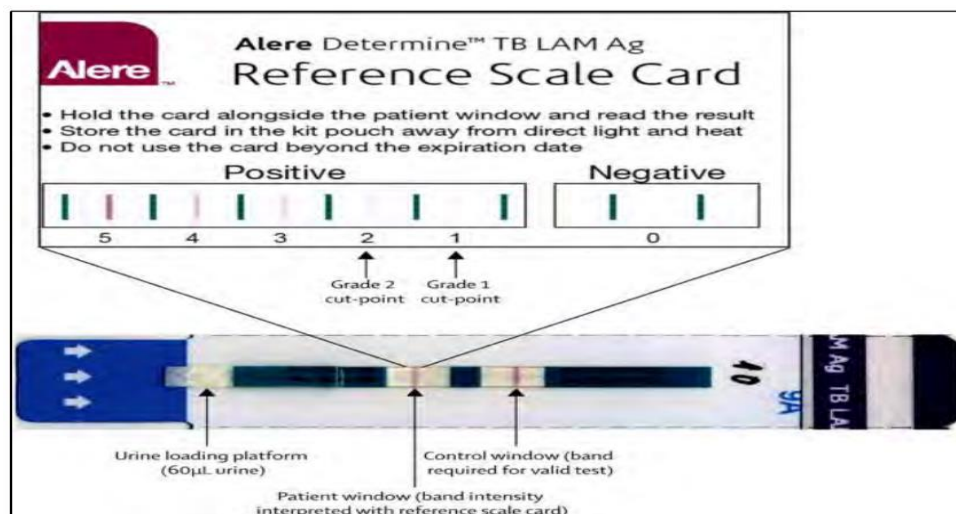 Alere Determine™ TB LAM Ag
Alere™
Reference Scale Card
• Hold the card alongside the patient window and read the result
• Store the card in the kit pouch away from direct light and heat
• Do not use the card beyond the expiration date
Positive Negative
5 4 3 2 1 0
Grade 2 Grade 1
cut-point cut-point
40
9A
M Ag TB LA
Urine loading platform
(60µL urine)
Control window (band
required for valid test)
Patient window (band intensity
interpreted with reference scale card)